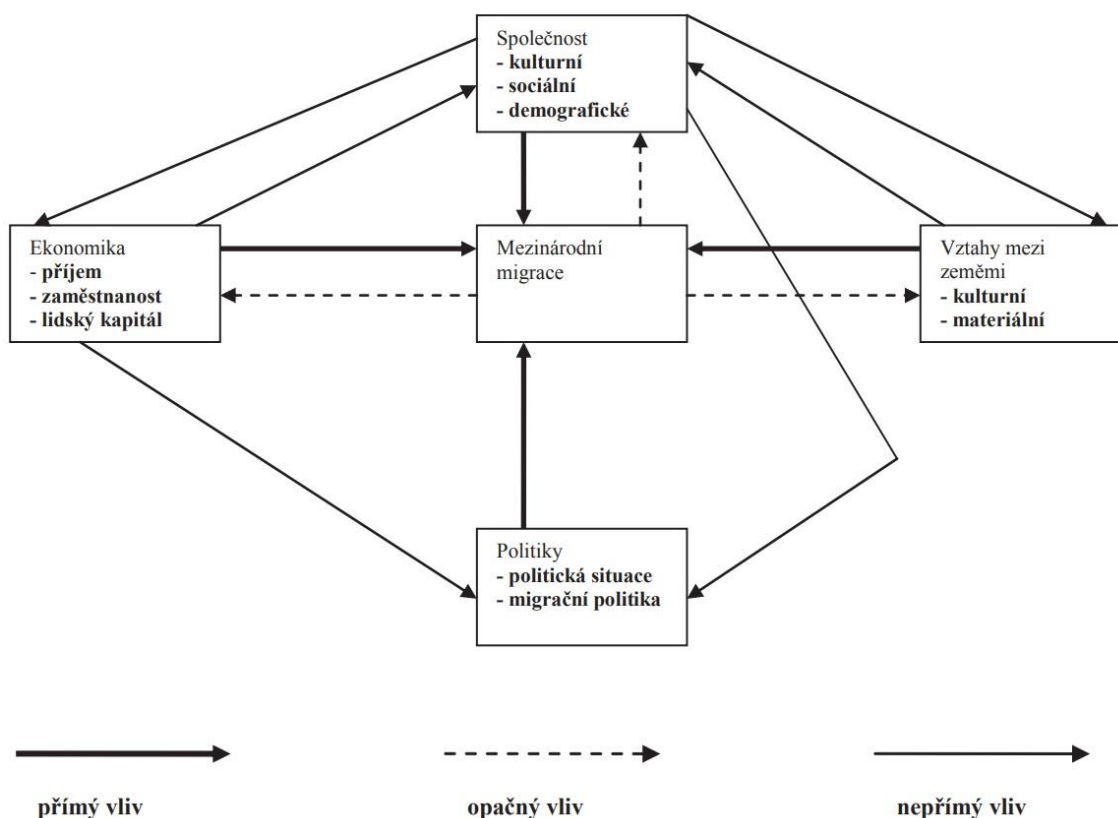 Společnost
- kulturní
- sociální
- demografické
Ekonomika
- příjem
- zaměstnanost
- lidský kapitál
Mezinárodní
migrace
Vztahy mezi
zeměmi
- kulturní
- materiální
Politiky
- politická situace
- migrační politika
přímý vliv
opačný vliv
nepřímý vliv